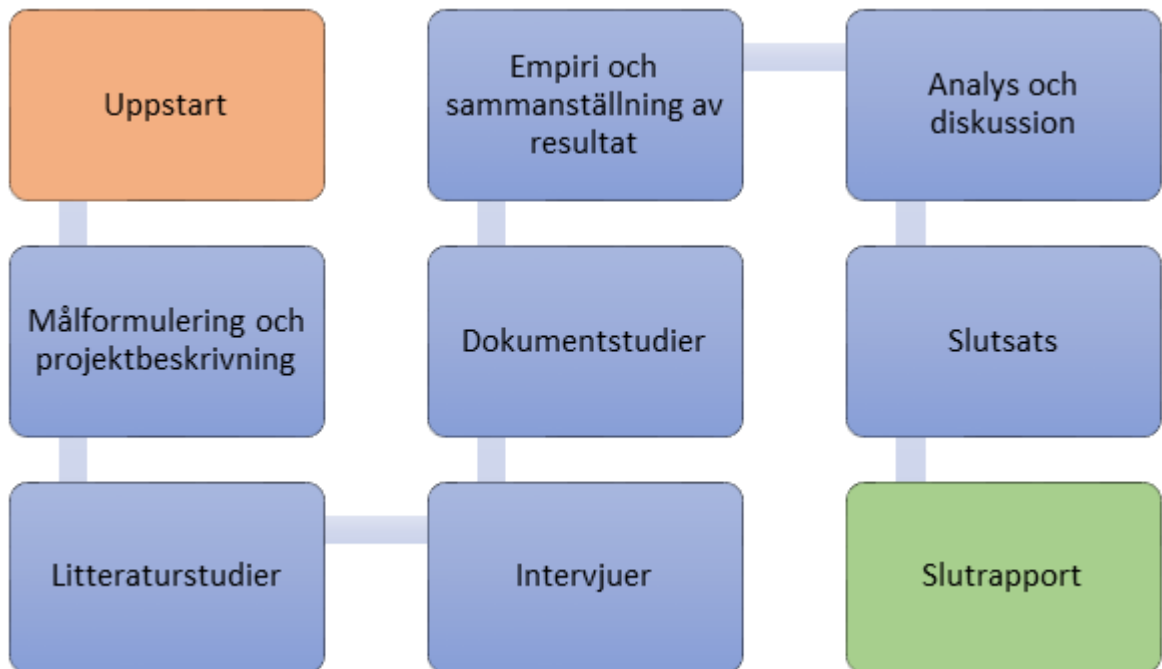 Uppstart
Målformulering och
projektbeskrivning
Litteraturstudier
Intervjuer
Dokumentstudier
Empiri och
sammanställning av
resultat
Analys och
diskussion
Slutsats
Slutrapport